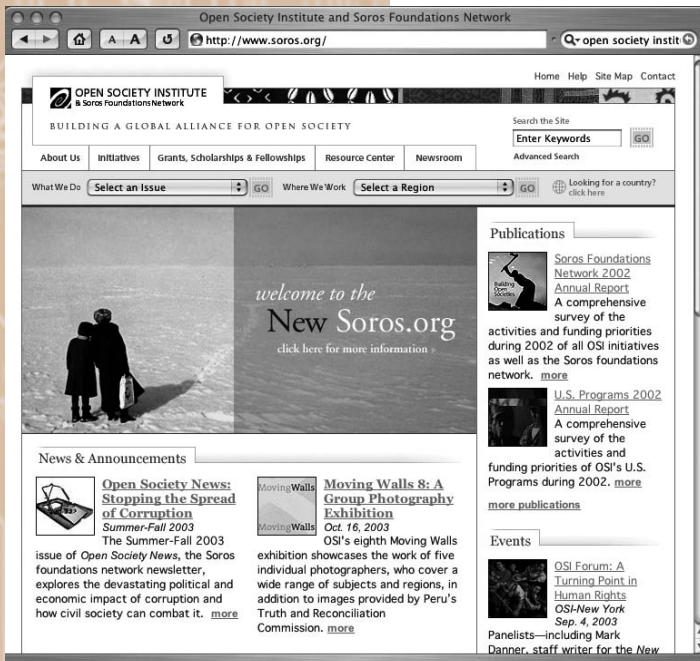 Open Society Institute and Soros Foundations Network
A A
http://www.soros.org/
open society instit
Home Help Site Map Contact
OPEN SOCIETY INSTITUTE
& Soros Foundations Network
BUILDING A GLOBAL ALLIANCE FOR OPEN SOCIETY
Search the Site
Enter Keywords GO
Advanced Search
About Us Initiatives Grants, Scholarships & Fellowships Resource Center Newsroom
What We Do Select an Issue GO Where We Work Select a Region GO
Looking for a country?
click here
welcome to the
New Soros.org
click here for more information
News & Announcements
Open Society News:
Stopping the Spread
of Corruption
Summer-Fall 2003
The Summer-Fall 2003
issue of Open Society News, the Soros
foundations network newsletter,
explores the devastating political and
economic impact of corruption and
how civil society can combat it. more
MovingWalls
MovingWalls
Moving Walls 8: A
Group Photography
Exhibition
Oct. 16, 2003
OSI's eighth Moving Walls
exhibition showcases the work of five
individual photographers, who cover a
wide range of subjects and regions, in
addition to images provided by Peru's
Truth and Reconciliation
Commission. more
Publications
Building
Open
Societies
Soros Foundations
Network 2002
Annual Report
A comprehensive
survey of the
activities and funding priorities
during 2002 of all OSI initiatives
as well as the Soros foundations
network. more
U.S. Programs 2002
Annual Report
A comprehensive
survey of the
activities and
funding priorities of OSI's U.S.
Programs during 2002. more
more publications
Events
OSI Forum: A
Turning Point in
Human Rights
OSI-New York
Sep. 4, 2003
Panelists—including Mark
Danner, staff writer for the New